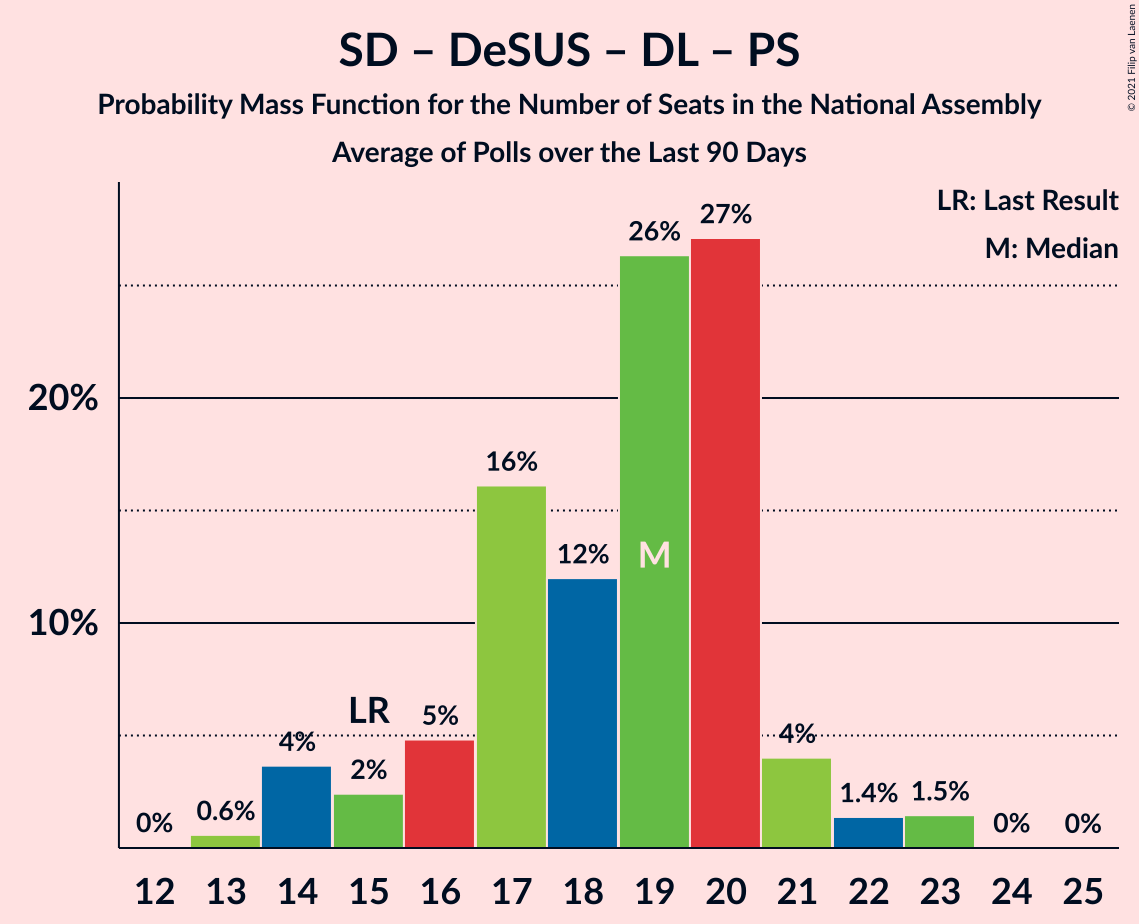 SD – DeSUS – DL – PS
Probability Mass Function for the Number of Seats in the National Assembly
Average of Polls over the Last 90 Days
© 2021 Filip van Laenen
LR: Last Result
M: Median
27%
26%
20%
16%
12%
M
10%
LR
5%
4%
4%
2%
1.4%
1.5%
0%
0.6%
0%
0%
12 13 14 15 16 17 18 19 20 21 22 23 24 25